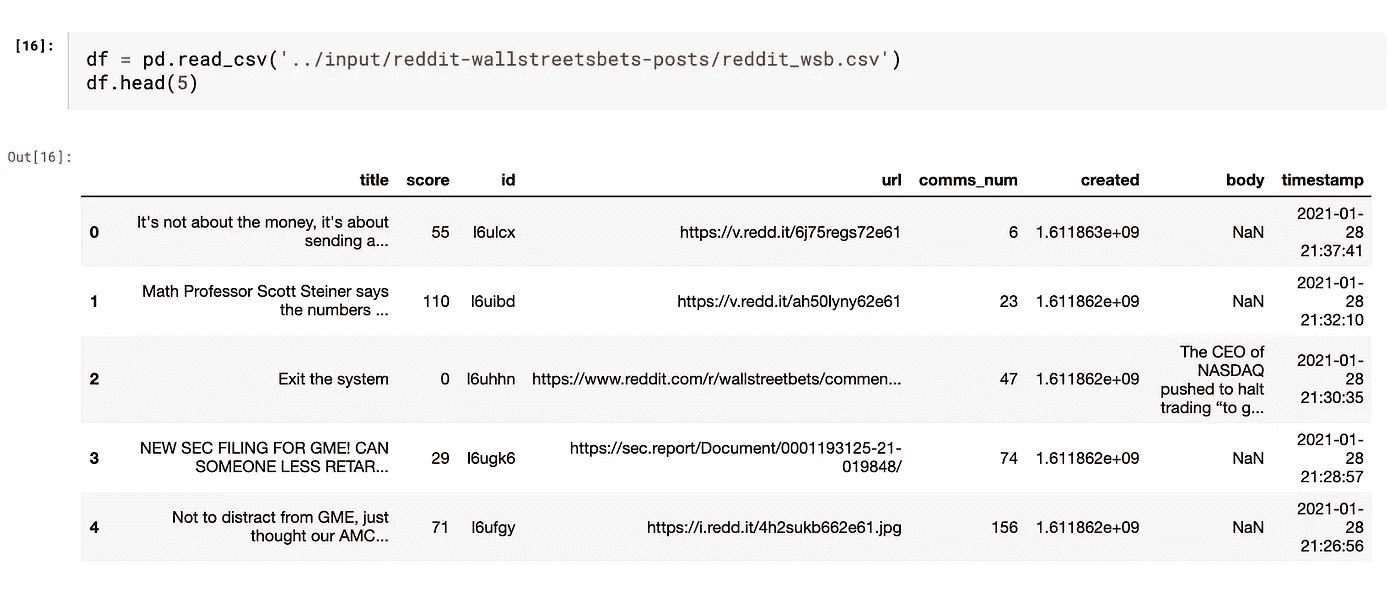 [16]:
df = pd.read_csv('../input/reddit-wallstreetsbets-posts/reddit_wsb.csv')
df.head(5)
Out[16]:
title score id url comms_num created body timestamp
0 It's not about the money, it's about sending a... 55 l6ulcx https://v.redd.it/6j75regs72e61 6 1.611863e+09 NaN 2021-01-28 21:37:41
1 Math Professor Scott Steiner says the numbers ... 110 l6uibd https://v.redd.it/ah50lyny62e61 23 1.611862e+09 NaN 2021-01-28 21:32:10
2 Exit the system 0 l6uhhn https://www.reddit.com/r/wallstreetbets/commen... 47 1.611862e+09 The CEO of NASDAQ pushed to halt trading “to g... 2021-01-28 21:30:35
3 NEW SEC FILING FOR GME! CAN SOMEONE LESS RETAR... 29 l6ugk6 https://sec.report/Document/0001193125-21-019848/ 74 1.611862e+09 NaN 2021-01-28 21:28:57
4 Not to distract from GME, just thought our AMC... 71 l6ufgy https://i.redd.it/4h2sukb662e61.jpg 156 1.611862e+09 NaN 2021-01-28 21:26:56